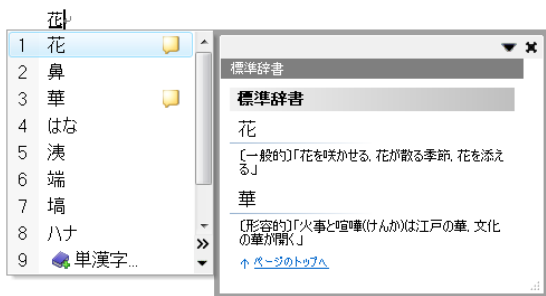 花
1 花
2 鼻
3 華
4 はな
5 洟
6 端
7 塙
8 ハナ
9 単漢字...
標準辞書
標準辞書
花
〔一般的〕「花を咲かせる, 花が散る季節, 花を添え
る」
華
〔形容的〕「火事と喧嘩(けんか)は江戸の華, 文化
の華が開く」
ページのトップへ